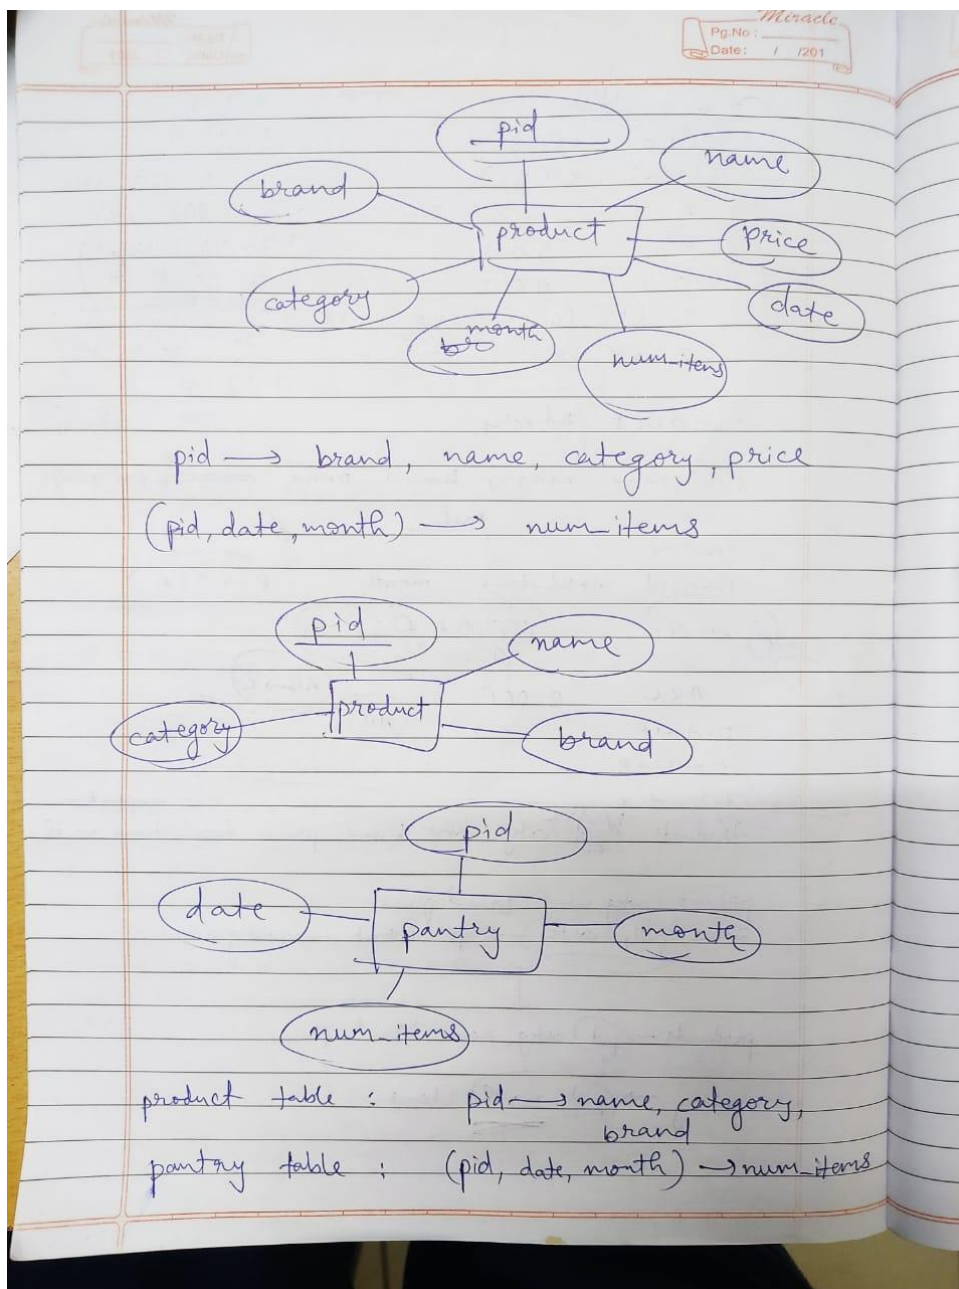 Miracle
Pg.No :
Date: / /201
pid
name
brand
product
price
category
date
month
num_items
pid → brand, name, category, price
(pid, date, month) → num_items
pid
name
product
category
brand
pid
date
pantry
month
num_items
product table : pid → name, category,
brand
pantry table : (pid, date, month) → num_items